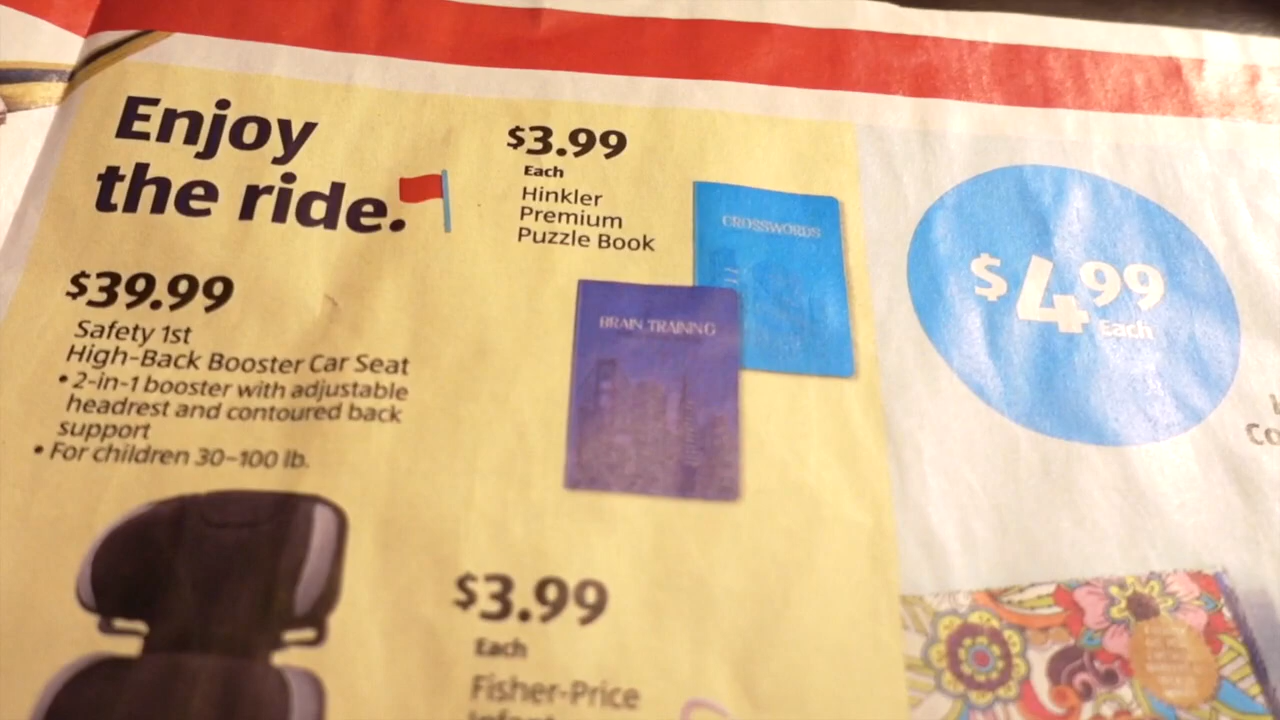 Enjoy
the ride.
$39.99
Safety 1st
High-Back Booster Car Seat
• 2-in-1 booster with adjustable
headrest and contoured back
support
• For children 30–100 lb.
$3.99
Each
Hinkler
Premium
Puzzle Book
CROSSWORDS
BRAIN TRAINING
$3.99
Each
Fisher-Price
Infant
$4.99
Each